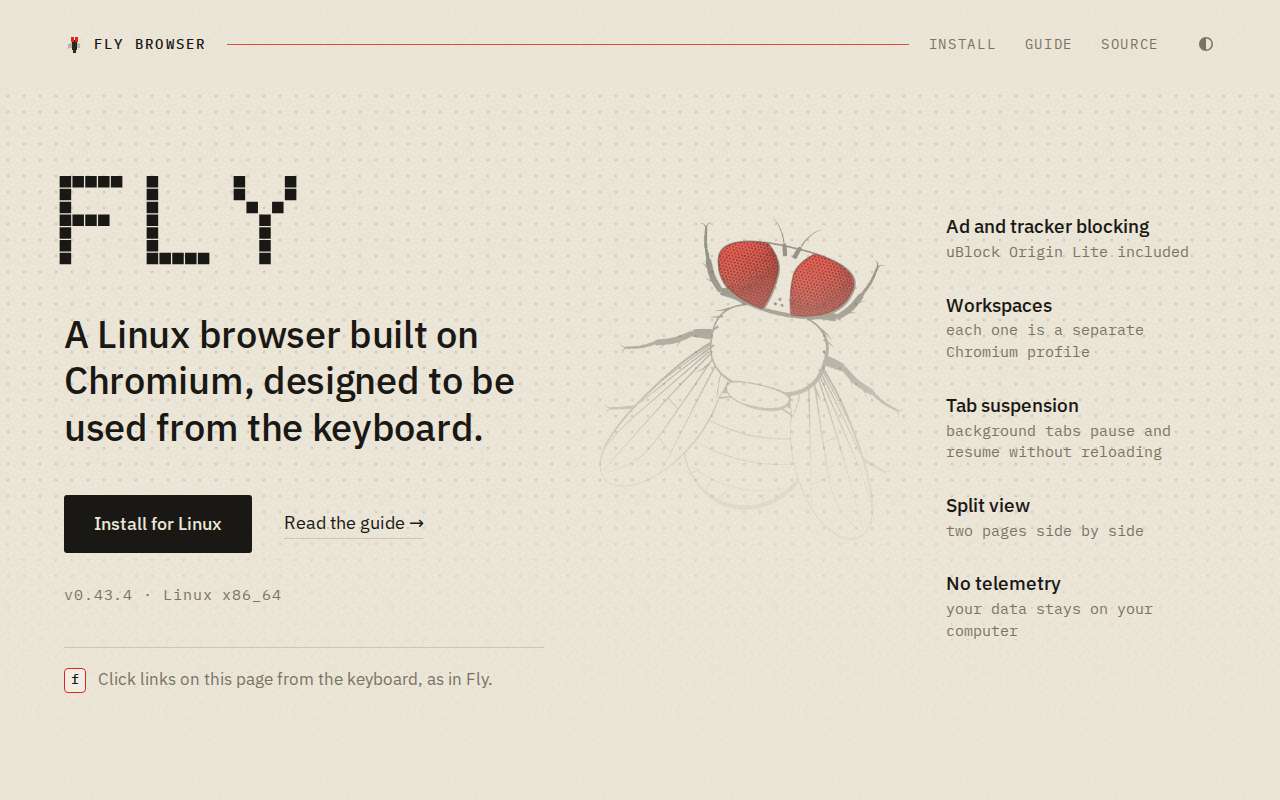 FLY BROWSER
INSTALL GUIDE SOURCE
FLY
A Linux browser built on
Chromium, designed to be
used from the keyboard.
Install for Linux
Read the guide →
v0.43.4 · Linux x86_64
f Click links on this page from the keyboard, as in Fly.
Ad and tracker blocking
uBlock Origin Lite included
Workspaces
each one is a separate
Chromium profile
Tab suspension
background tabs pause and
resume without reloading
Split view
two pages side by side
No telemetry
your data stays on your
computer